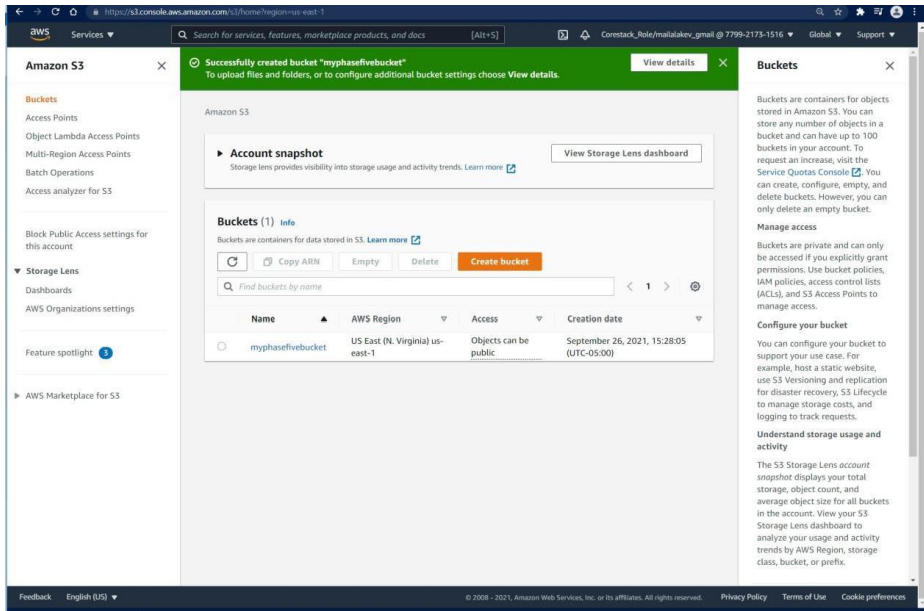 https://s3.console.aws.amazon.com/s3/home?region=us-east-1
aws
Services ▼
Search for services, features, marketplace products, and docs
[Alt+S]
Corestack_Role/mailalakev_gmail @ 7799-2173-1516 ▼
Global ▼
Support ▼
Amazon S3
Buckets
Access Points
Object Lambda Access Points
Multi-Region Access Points
Batch Operations
Access analyzer for S3
Block Public Access settings for
this account
▼ Storage Lens
Dashboards
AWS Organizations settings
Feature spotlight 3
▶ AWS Marketplace for S3
Successfully created bucket "myphasefivebucket"
To upload files and folders, or to configure additional bucket settings choose View details.
View details
Amazon S3
▶ Account snapshot
Storage lens provides visibility into storage usage and activity trends. Learn more
View Storage Lens dashboard
Buckets (1) Info
Buckets are containers for data stored in S3. Learn more
Copy ARN
Empty
Delete
Create bucket
Find buckets by name
1
Name
AWS Region
Access
Creation date
myphasefivebucket
US East (N. Virginia) us-
east-1
Objects can be
public
September 26, 2021, 15:28:05
(UTC-05:00)
Buckets
Buckets are containers for objects
stored in Amazon S3. You can
store any number of objects in a
bucket and can have up to 100
buckets in your account. To
request an increase, visit the
Service Quotas Console. You
can create, configure, empty, and
delete buckets. However, you can
only delete an empty bucket.
Manage access
Buckets are private and can only
be accessed if you explicitly grant
permissions. Use bucket policies,
IAM policies, access control lists
(ACLs), and S3 Access Points to
manage access.
Configure your bucket
You can configure your bucket to
support your use case. For
example, host a static website,
use S3 Versioning and replication
for disaster recovery, S3 Lifecycle
to manage storage costs, and
logging to track requests.
Understand storage usage and
activity
The S3 Storage Lens account
snapshot displays your total
storage, object count, and
average object size for all buckets
in the account. View your S3
Storage Lens dashboard to
analyze your usage and activity
trends by AWS Region, storage
class, bucket, or prefix.
Feedback
English (US) ▼
© 2008 - 2021, Amazon Web Services, Inc. or its affiliates. All rights reserved.
Privacy Policy
Terms of Use
Cookie preferences